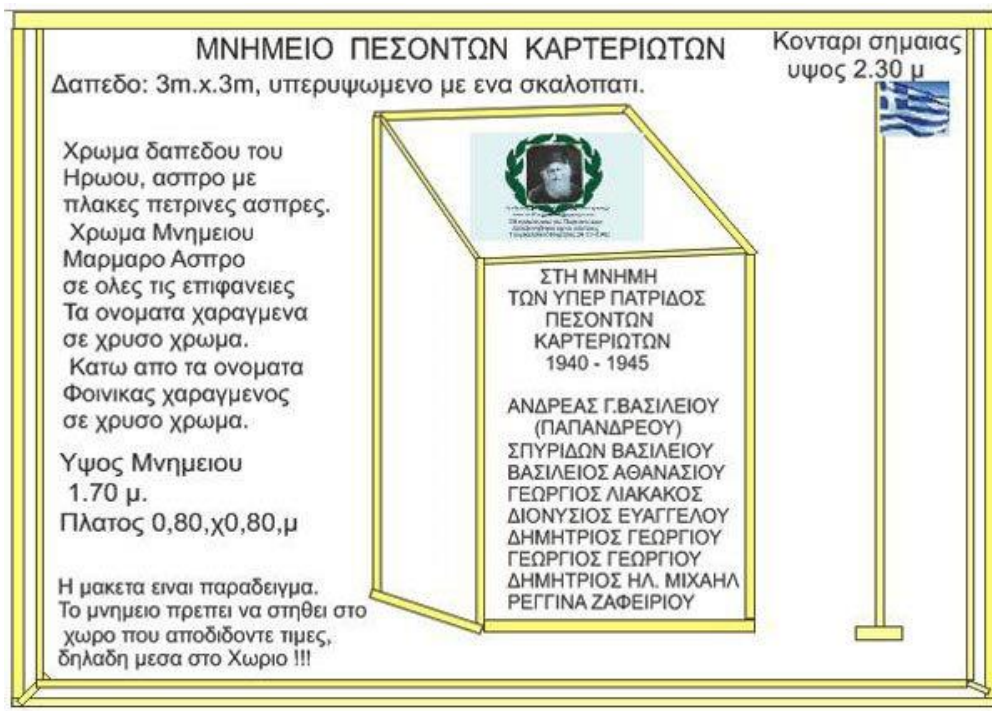 ΜΝΗΜΕΙΟ ΠΕΣΟΝΤΩΝ ΚΑΡΤΕΡΙΩΤΩΝ
Δαπεδο: 3m.x.3m, υπερυψωμενο με ενα σκαλοπατι.
Κονταρι σημαιας
υψος 2.30 μ
Χρωμα δαπεδου του
Ηρωου, ασπρο με
πλακες πετρινες ασπρες.
Χρωμα Μνημειου
Μαρμαρο Ασπρο
σε ολες τις επιφανειες
Τα ονοματα χαραγμενα
σε χρυσο χρωμα.
Κατω απο τα ονοματα
Φοινικας χαραγμενος
σε χρυσο χρωμα.
Υψος Μνημειου
1.70 μ.
Πλατος 0,80,χ0,80,μ
Η μακετα ειναι παραδειγμα.
Το μνημειο πρεπει να στηθει στο
χωρο που αποδιδοντε τιμες,
δηλαδη μεσα στο Χωριο !!!
ΣΤΗ ΜΝΗΜΗ
ΤΩΝ ΥΠΕΡ ΠΑΤΡΙΔΟΣ
ΠΕΣΟΝΤΩΝ
ΚΑΡΤΕΡΙΩΤΩΝ
1940 - 1945
ΑΝΔΡΕΑΣ Γ.ΒΑΣΙΛΕΙΟΥ
(ΠΑΠΑΝΔΡΕΟΥ)
ΣΠΥΡΙΔΩΝ ΒΑΣΙΛΕΙΟΥ
ΒΑΣΙΛΕΙΟΣ ΑΘΑΝΑΣΙΟΥ
ΓΕΩΡΓΙΟΣ ΛΙΑΚΑΚΟΣ
ΔΙΟΝΥΣΙΟΣ ΕΥΑΓΓΕΛΟΥ
ΔΗΜΗΤΡΙΟΣ ΓΕΩΡΓΙΟΥ
ΓΕΩΡΓΙΟΣ ΓΕΩΡΓΙΟΥ
ΔΗΜΗΤΡΙΟΣ ΗΛ. ΜΙΧΑΗΛ
ΡΕΓΓΙΝΑ ΖΑΦΕΙΡΙΟΥ